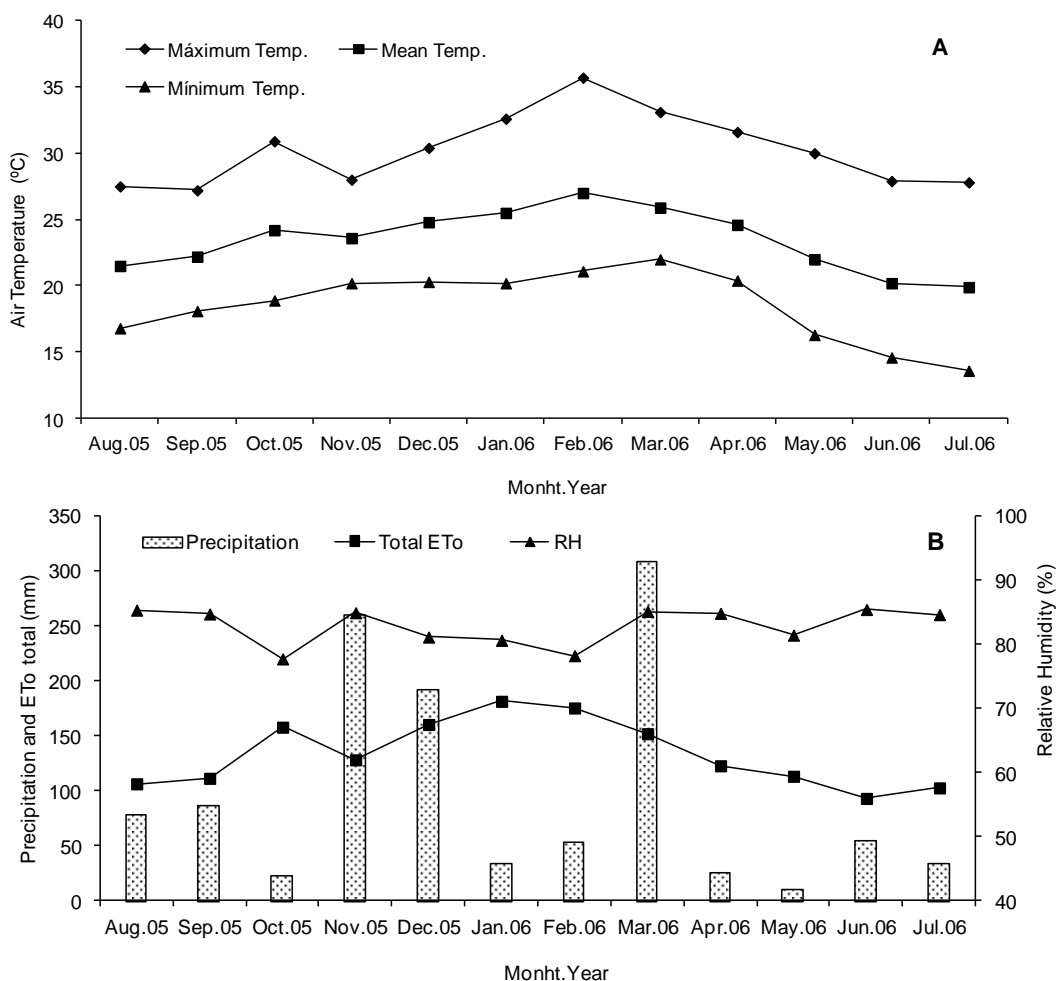 40
Máximum Temp. Mean Temp. A
Mínimum Temp.
35
30
25
20
15
10
Air Temperature (ºC)
Aug.05 Sep.05 Oct.05 Nov.05 Dec.05 Jan.06 Feb.06 Mar.06 Apr.06 May.06 Jun.06 Jul.06
Monht.Year
350 100
Precipitation Total ETo RH B
300 90
250 80
200
70
150
60
100
50 50
0 40
Precipitation and ETo total (mm)
Relative Humidity (%)
Aug.05 Sep.05 Oct.05 Nov.05 Dec.05 Jan.06 Feb.06 Mar.06 Apr.06 May.06 Jun.06 Jul.06
Monht.Year